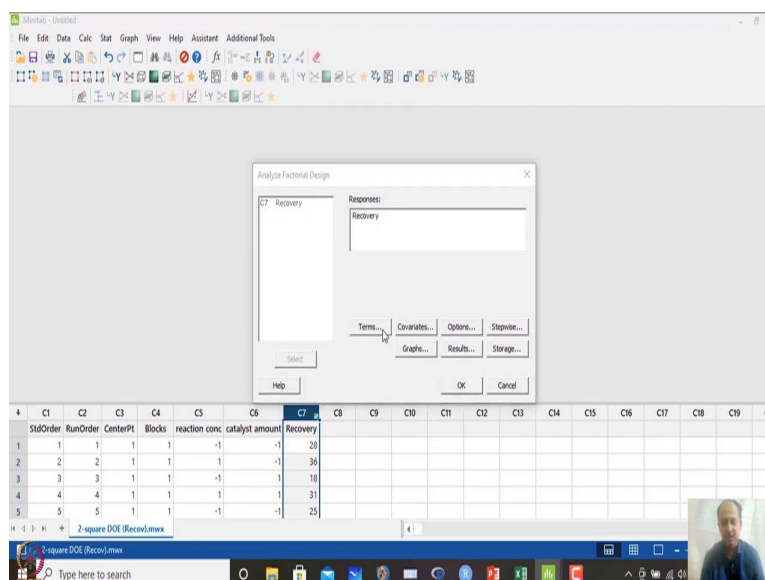 Minitab - Untitled
File Edit Data Calc Stat Graph View Help Assistant Additional Tools
Analyze Factorial Design
C7 Recovery
Responses:
Recovery
Terms... Covariates... Options... Stepwise...
Graphs... Results... Storage...
Select
Help OK Cancel
C1 C2 C3 C4 C5 C6 C7 C8 C9 C10 C11 C12 C13 C14 C15 C16 C17 C18 C19
StdOrder RunOrder CenterPt Blocks reaction conc catalyst amount Recovery
1 1 1 1 1 -1 -1 28
2 2 2 1 1 1 -1 36
3 3 3 1 1 -1 1 18
4 4 4 1 1 1 1 31
5 5 5 1 1 -1 -1 25
2-square DOE (Recov).mwx
2-square DOE (Recov).mwx
Type here to search